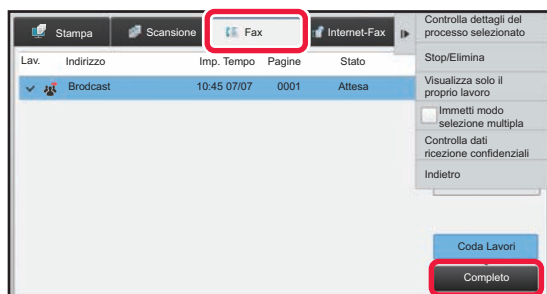 Stampa Scansione Fax Internet-Fax
Lav. Indirizzo Imp. Tempo Pagine Stato
Brodcast 10:45 07/07 0001 Attesa
Controlla dettagli del
processo selezionato
Stop/Elimina
Visualizza solo il
proprio lavoro
Immetti modo
selezione multipla
Controlla dati
ricezione confidenziali
Indietro
Coda Lavori
Completo